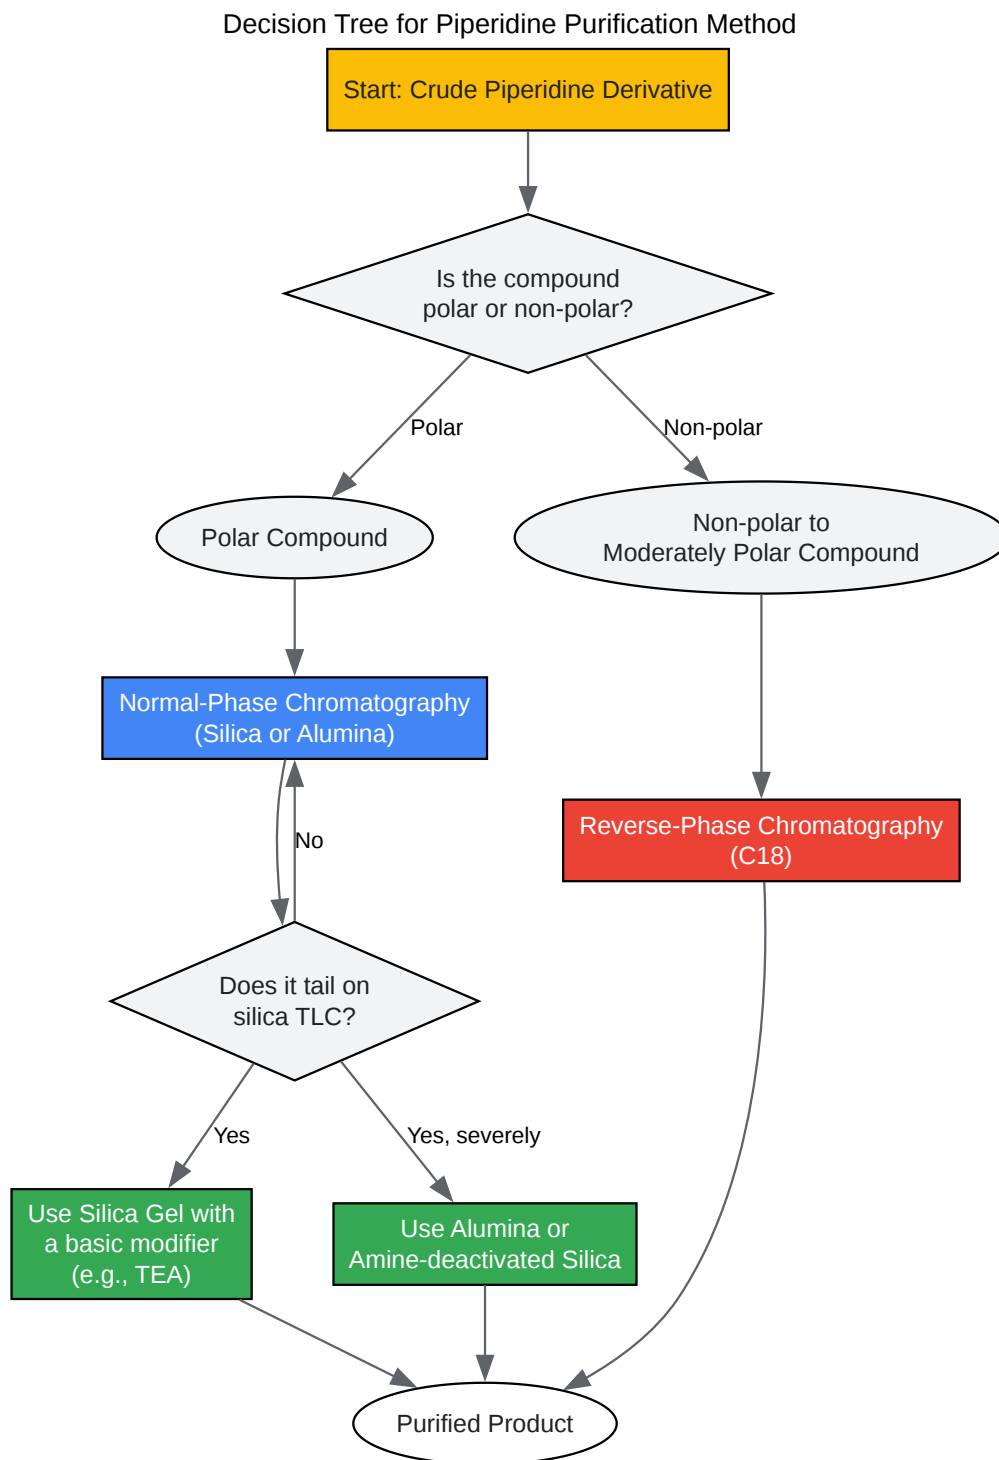 Decision Tree for Piperidine Purification Method
Start: Crude Piperidine Derivative
Is the compound
polar or non-polar?
Polar
Non-polar
Polar Compound
Non-polar to
Moderately Polar Compound
Normal-Phase Chromatography
(Silica or Alumina)
Reverse-Phase Chromatography
(C18)
No
Does it tail on
silica TLC?
Yes
Yes, severely
Use Silica Gel with
a basic modifier
(e.g., TEA)
Use Alumina or
Amine-deactivated Silica
Purified Product